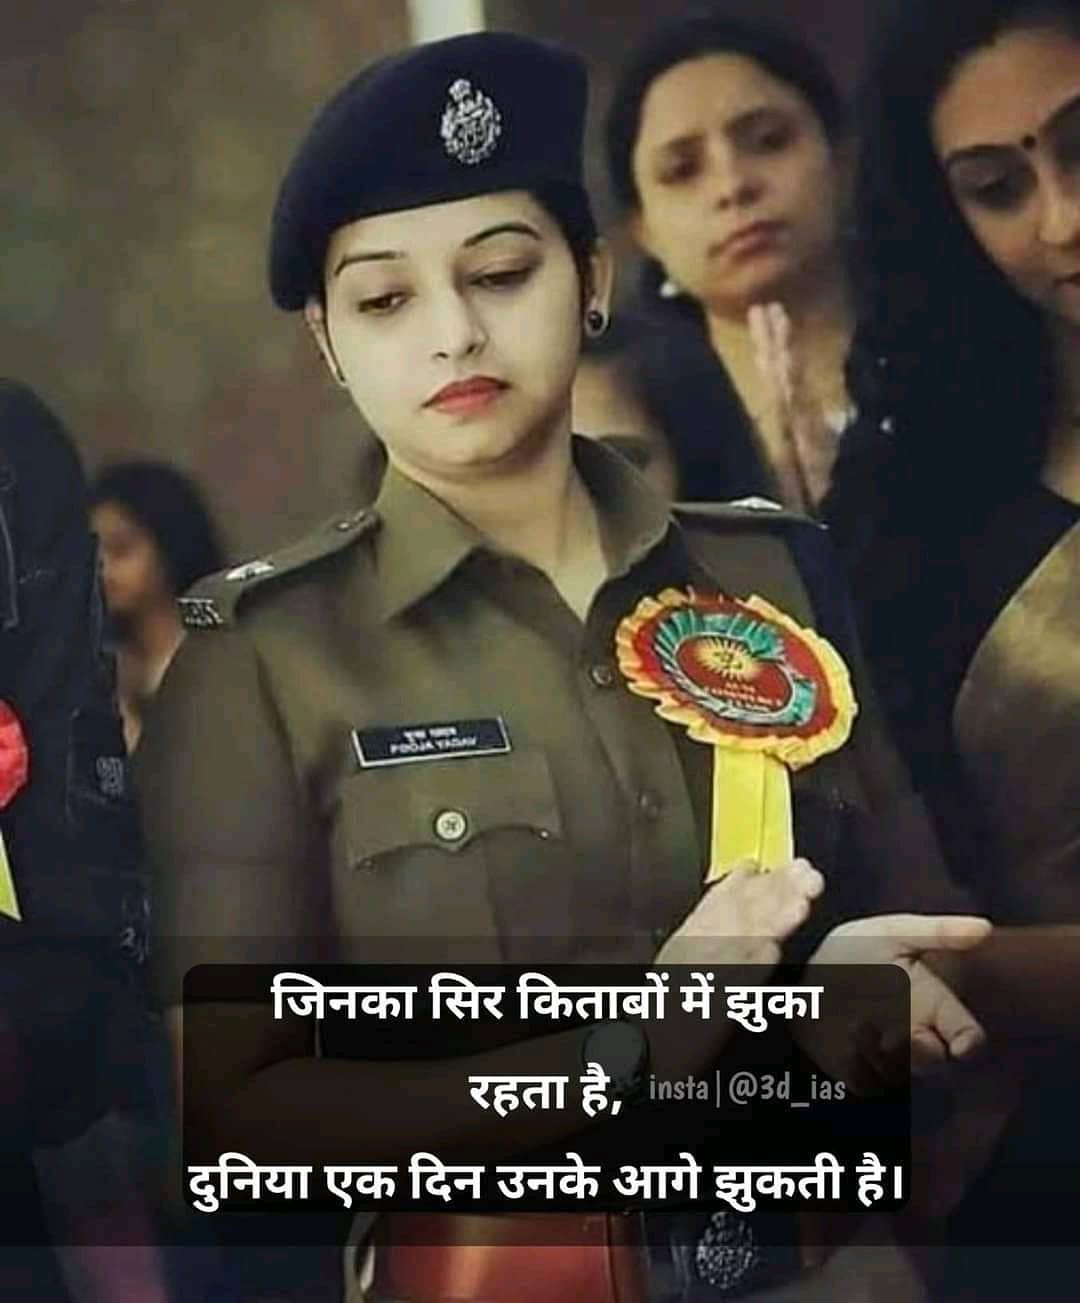 POOJA YADAV
जिनका सिर किताबों में झुका
रहता है, insta|@3d_ias
दुनिया एक दिन उनके आगे झुकती है।